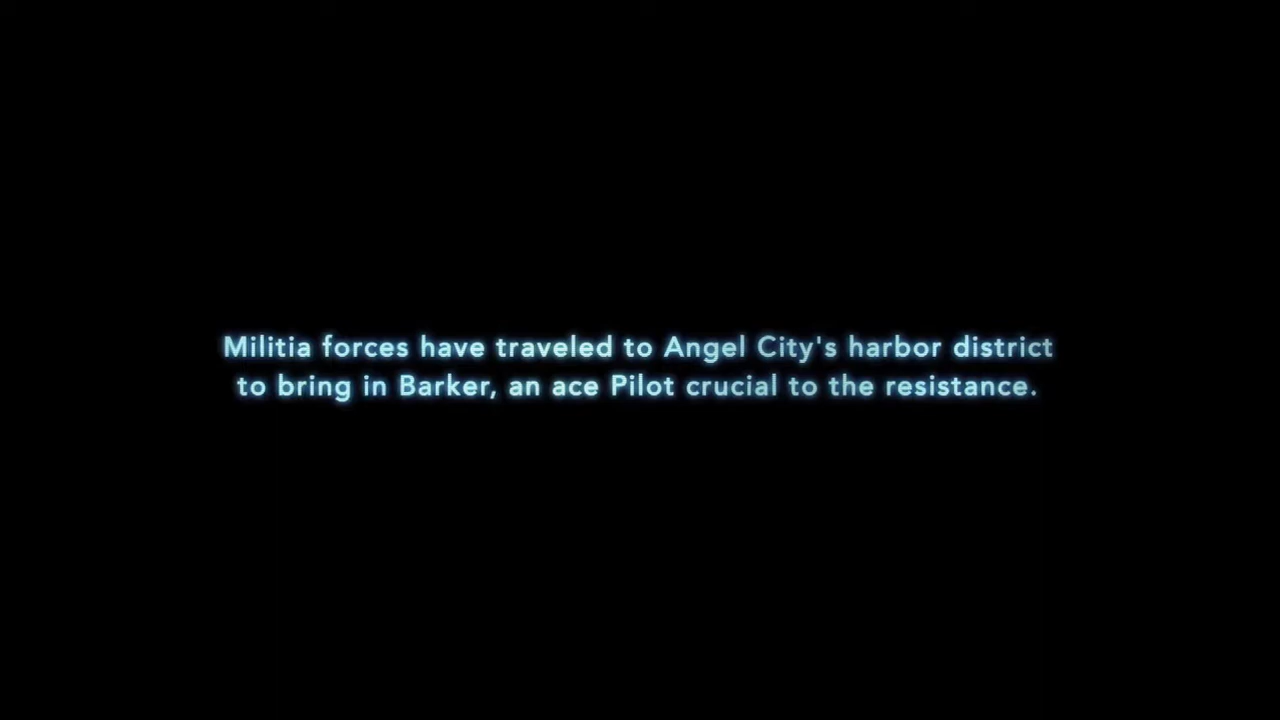 Militia forces have traveled to Angel City's harbor district
to bring in Barker, an ace Pilot crucial to the resistance.